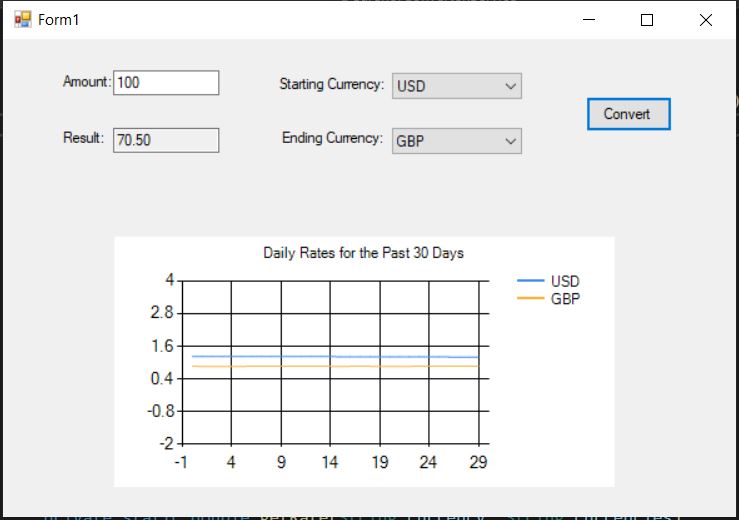 Form1
Amount: 100
Starting Currency: USD
Convert
Result: 70.50
Ending Currency: GBP
Daily Rates for the Past 30 Days
USD
GBP
4
2.8
1.6
0.4
-0.8
-2
-1 4 9 14 19 24 29